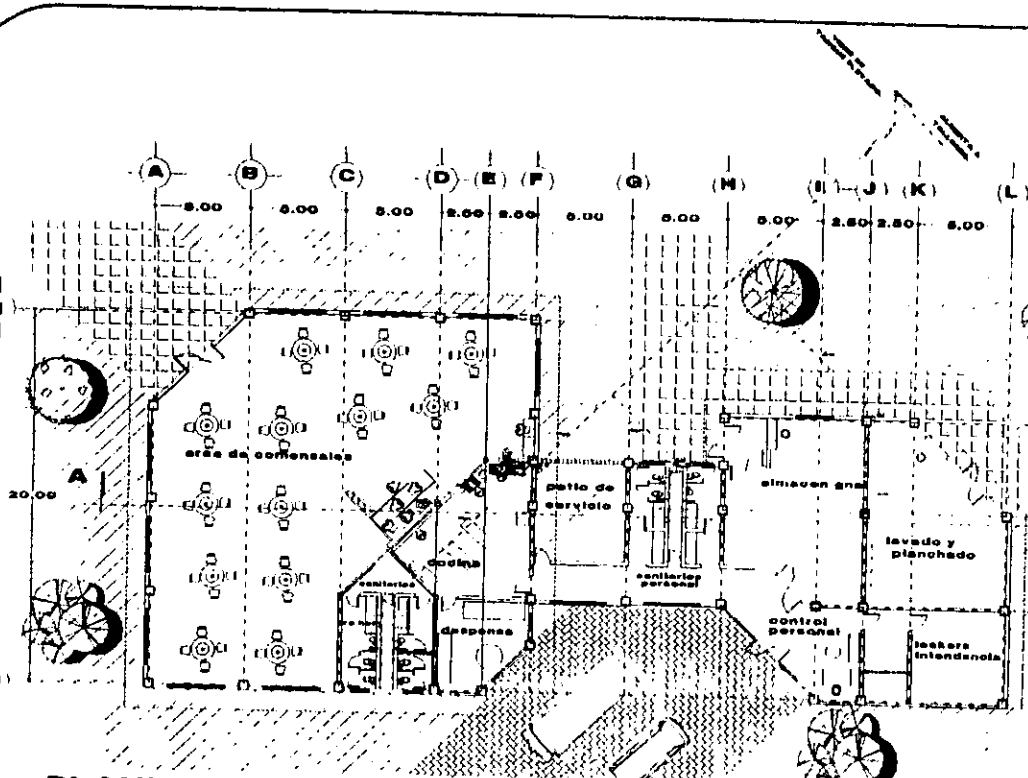 A B C D E F G H I J K L
5.00 5.00 5.00 2.50 2.50 5.00 5.00 5.00 2.50 2.50 5.00
area de comensales
A
20.00
patio de
servicio
almacen gral
lavado y
planchado
cocina
sanitarios
sanitarios
personal
despensa
control
personal
lockers
intendencia